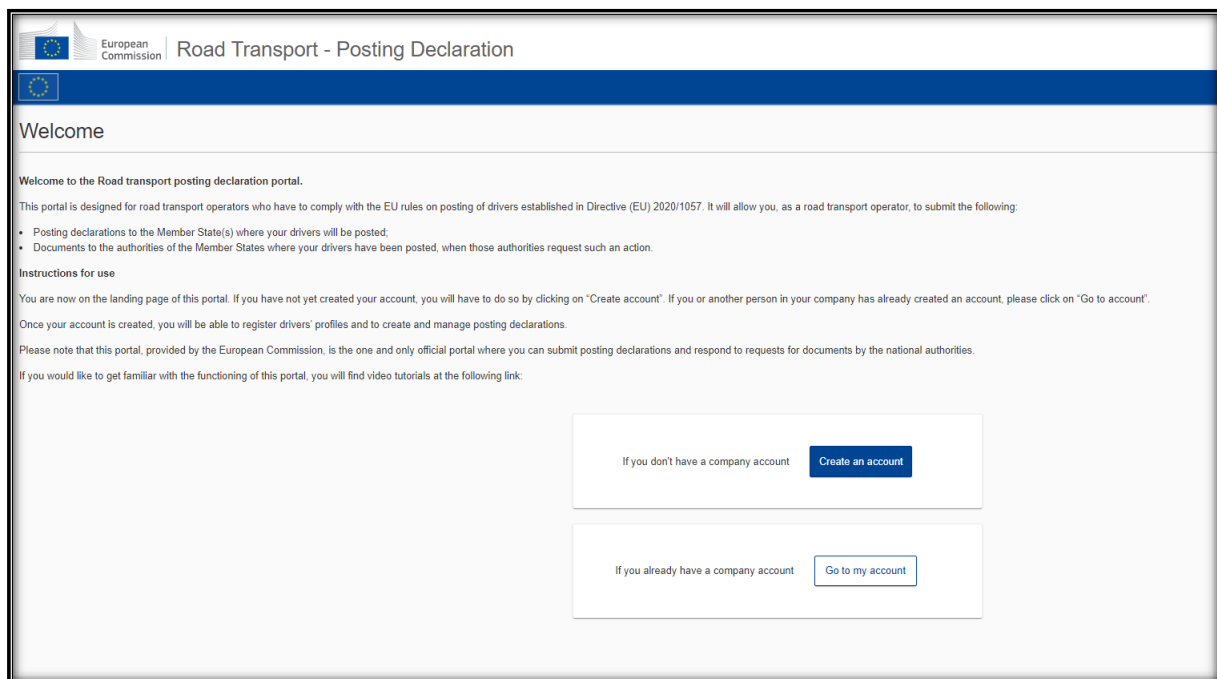 European
Commission
Road Transport - Posting Declaration
Welcome
Welcome to the Road transport posting declaration portal.
This portal is designed for road transport operators who have to comply with the EU rules on posting of drivers established in Directive (EU) 2020/1057. It will allow you, as a road transport operator, to submit the following:
• Posting declarations to the Member State(s) where your drivers will be posted;
• Documents to the authorities of the Member States where your drivers have been posted, when those authorities request such an action.
Instructions for use
You are now on the landing page of this portal. If you have not yet created your account, you will have to do so by clicking on "Create account". If you or another person in your company has already created an account, please click on "Go to account".
Once your account is created, you will be able to register drivers' profiles and to create and manage posting declarations.
Please note that this portal, provided by the European Commission, is the one and only official portal where you can submit posting declarations and respond to requests for documents by the national authorities.
If you would like to get familiar with the functioning of this portal, you will find video tutorials at the following link:
If you don't have a company account
Create an account
If you already have a company account
Go to my account